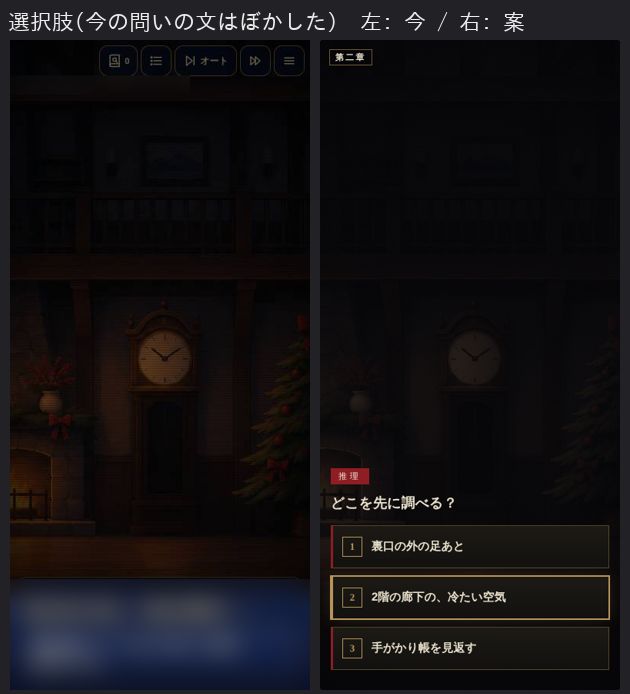 選択肢(今の問いの文はぼかした) 左: 今 / 右: 案
0
オート
第二章
推理
どこを先に調べる？
1 裏口の外の足あと
2 2階の廊下の、冷たい空気
3 手がかり帳を見返す